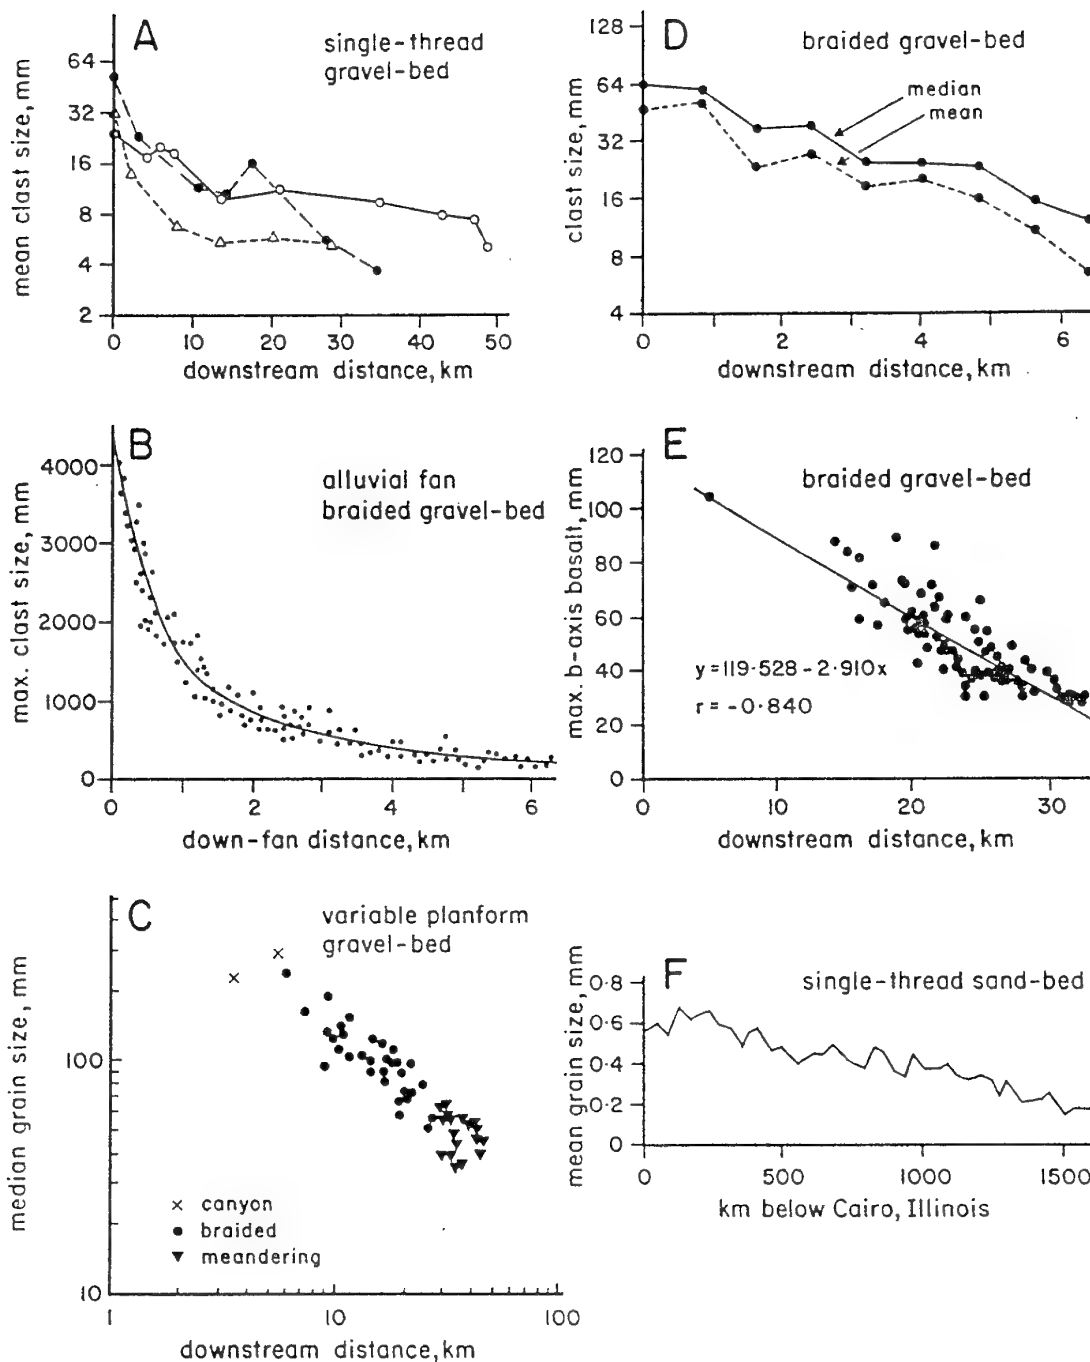 A
single-thread
gravel-bed
mean clast size, mm
64
32
16
8
4
2
0
10
20
30
40
50
downstream distance, km
D
braided gravel-bed
median
mean
clast size, mm
128
64
32
16
8
4
0
1
2
3
4
5
6
downstream distance, km
B
alluvial fan
braided gravel-bed
max. clast size, mm
4000
3000
2000
1000
0
0
2
4
6
down-fan distance, km
E
braided gravel-bed
max. b-axis basalt, mm
120
100
80
60
40
20
0
y=119·528-2·910x
r=-0·840
0
10
20
30
downstream distance, km
C
variable planform
gravel-bed
median grain size, mm
100
10
× canyon
● braided
▼ meandering
1
10
100
downstream distance, km
F
single-thread sand-bed
mean grain size, mm
0·8
0·6
0·4
0·2
0
0
500
1000
1500
km below Cairo, Illinois